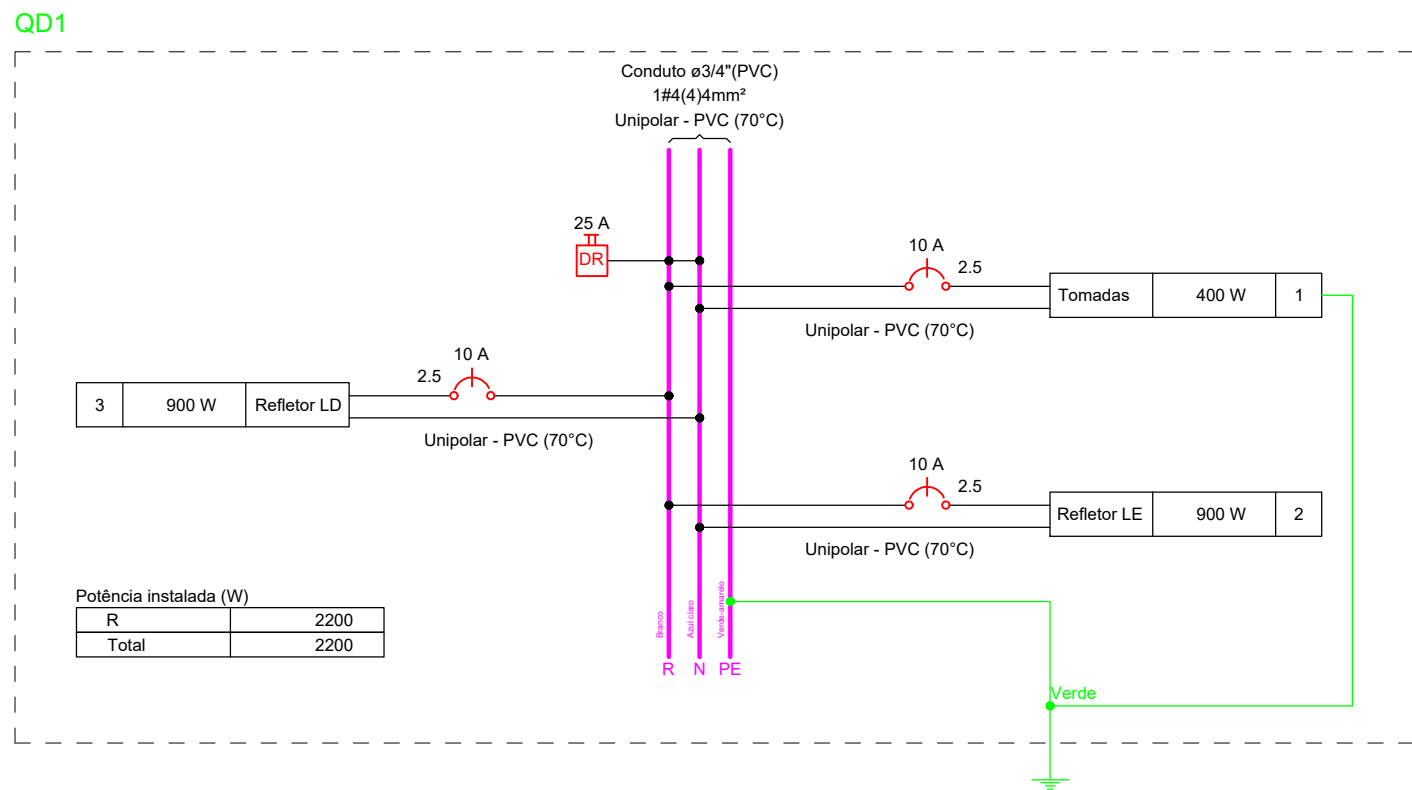 QD1
Conduto ø3/4"(PVC)
1#4(4)4mm²
Unipolar - PVC (70°C)
25 A
DR
10 A
2.5
Tomadas 400 W 1
Unipolar - PVC (70°C)
10 A
2.5
3 900 W Refletor LD
Unipolar - PVC (70°C)
10 A
2.5
Refletor LE 900 W 2
Unipolar - PVC (70°C)
Potência instalada (W)
R 2200
Total 2200
Branco
Azul claro
Verde-amarelo
R N PE
Verde